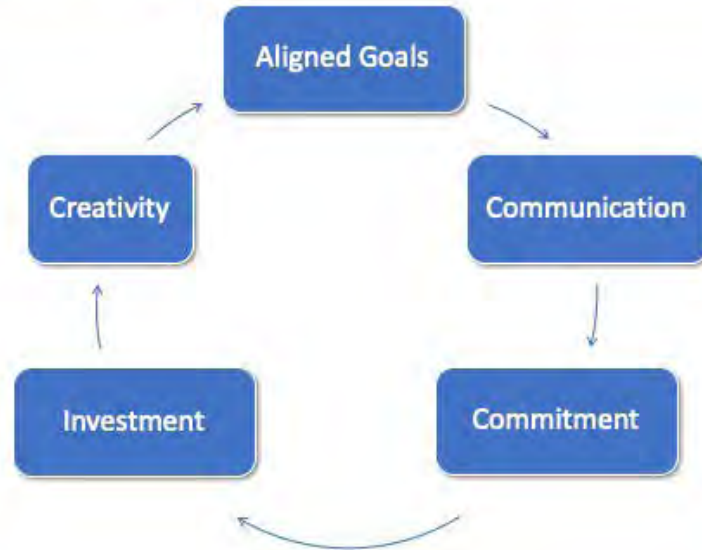 Aligned Goals
Communication
Commitment
Investment
Creativity